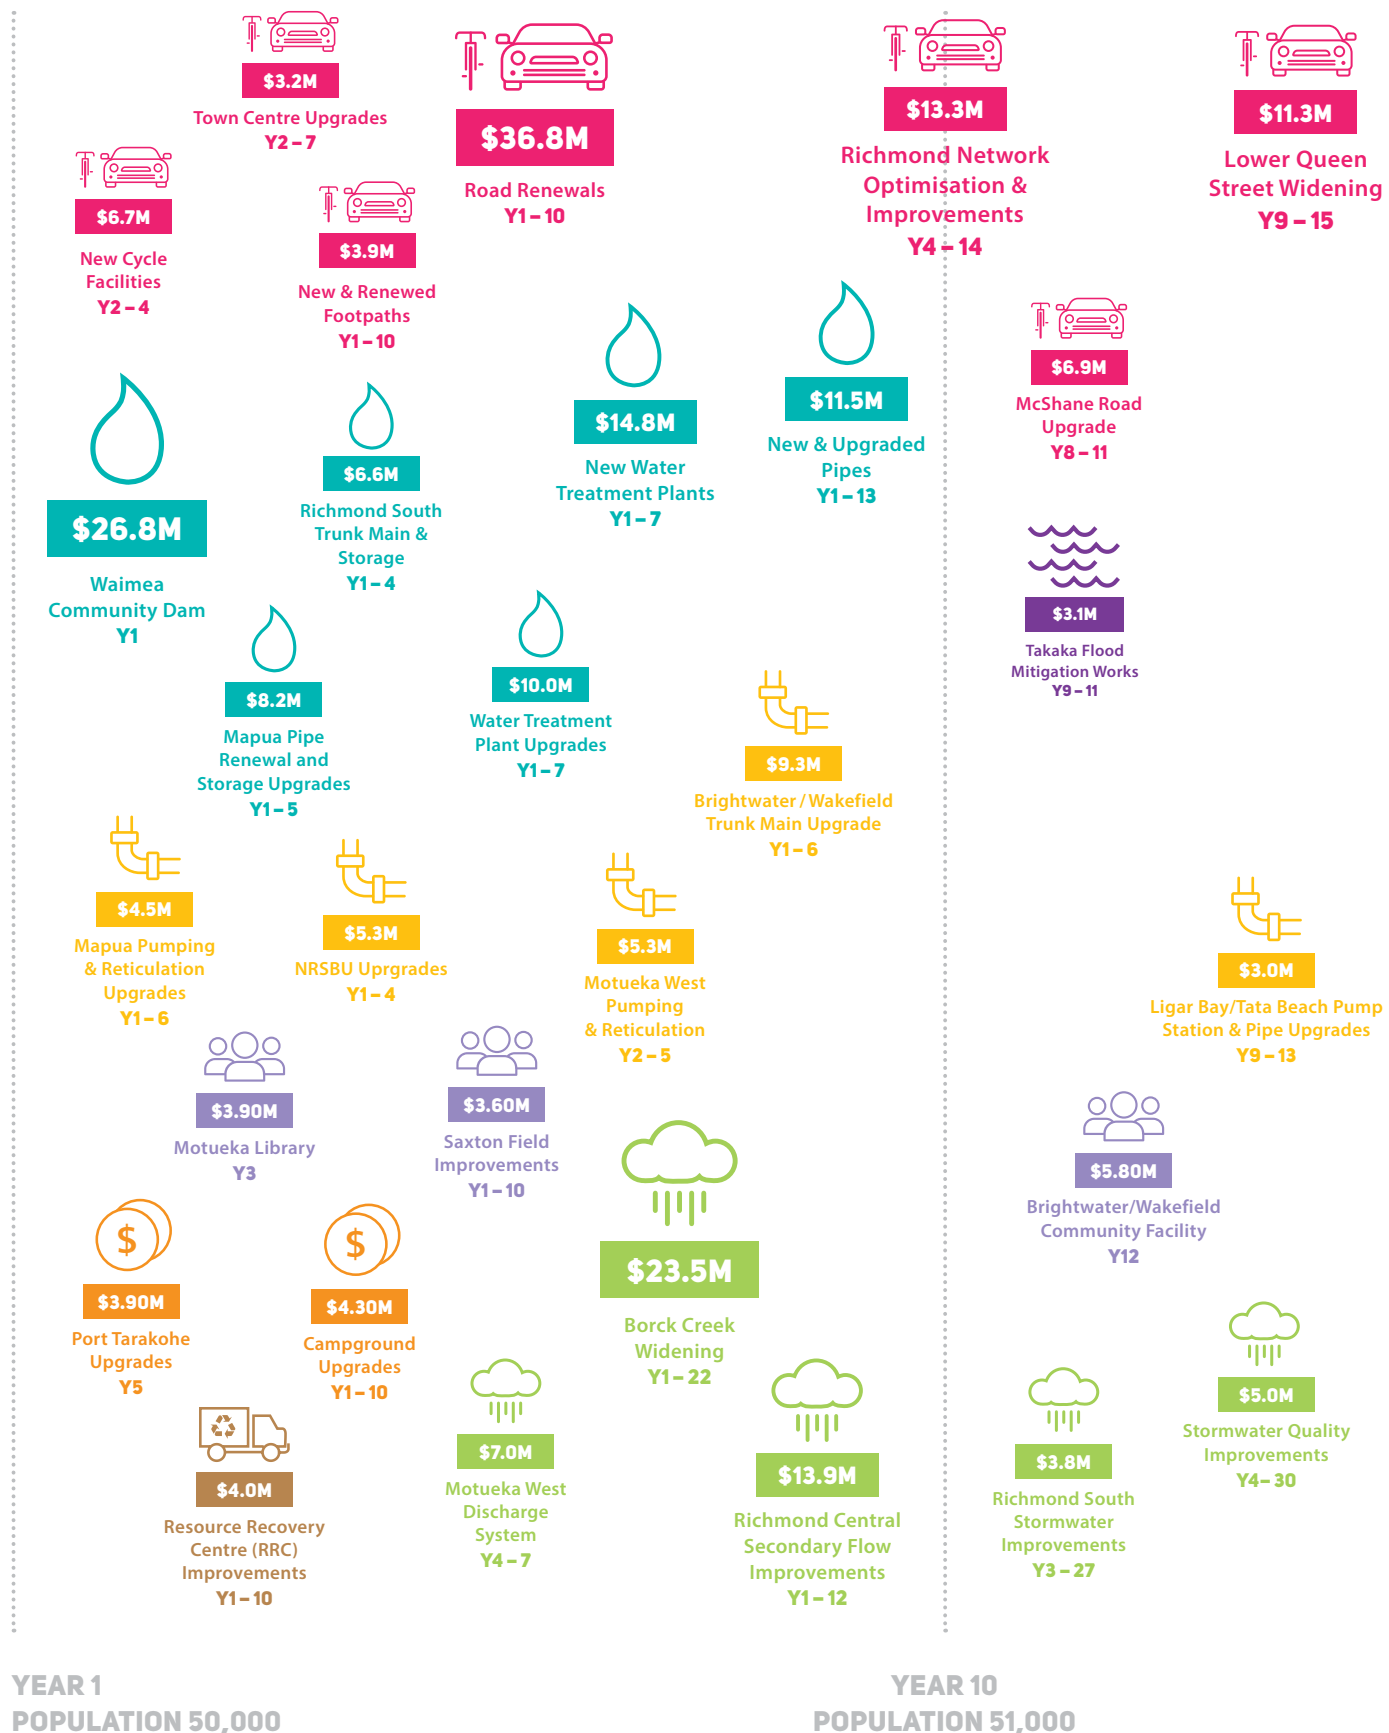 $3.2M
Town Centre Upgrades
Y2 – 7
$36.8M
Road Renewals
Y1 – 10
$13.3M
Richmond Network
Optimisation &
Improvements
Y4 – 14
$11.3M
Lower Queen
Street Widening
Y9 – 15
$6.7M
New Cycle
Facilities
Y2 – 4
$3.9M
New & Renewed
Footpaths
Y1 – 10
$6.9M
McShane Road
Upgrade
Y8 – 11
$26.8M
Waimea
Community Dam
Y1
$6.6M
Richmond South
Trunk Main &
Storage
Y1 – 4
$14.8M
New Water
Treatment Plants
Y1 – 7
$11.5M
New & Upgraded
Pipes
Y1 – 13
$3.1M
Takaka Flood
Mitigation Works
Y9 – 11
$8.2M
Mapua Pipe
Renewal and
Storage Upgrades
Y1 – 5
$10.0M
Water Treatment
Plant Upgrades
Y1 – 7
$9.3M
Brightwater / Wakefield
Trunk Main Upgrade
Y1 – 6
$4.5M
Mapua Pumping
& Reticulation
Upgrades
Y1 – 6
$5.3M
NRSBU Uprgrades
Y1 – 4
$5.3M
Motueka West
Pumping
& Reticulation
Y2 – 5
$3.0M
Ligar Bay/Tata Beach Pump
Station & Pipe Upgrades
Y9 – 13
$3.90M
Motueka Library
Y3
$3.60M
Saxton Field
Improvements
Y1 – 10
$5.80M
Brightwater/Wakefield
Community Facility
Y12
$
$3.90M
Port Tarakohe
Upgrades
Y5
$
$4.30M
Campground
Upgrades
Y1 – 10
$23.5M
Borck Creek
Widening
Y1 – 22
$4.0M
Resource Recovery
Centre (RRC)
Improvements
Y1 – 10
$7.0M
Motueka West
Discharge
System
Y4 – 7
$13.9M
Richmond Central
Secondary Flow
Improvements
Y1 – 12
$3.8M
Richmond South
Stormwater
Improvements
Y3 – 27
$5.0M
Stormwater Quality
Improvements
Y4– 30
YEAR 1
POPULATION 50,000
YEAR 10
POPULATION 51,000